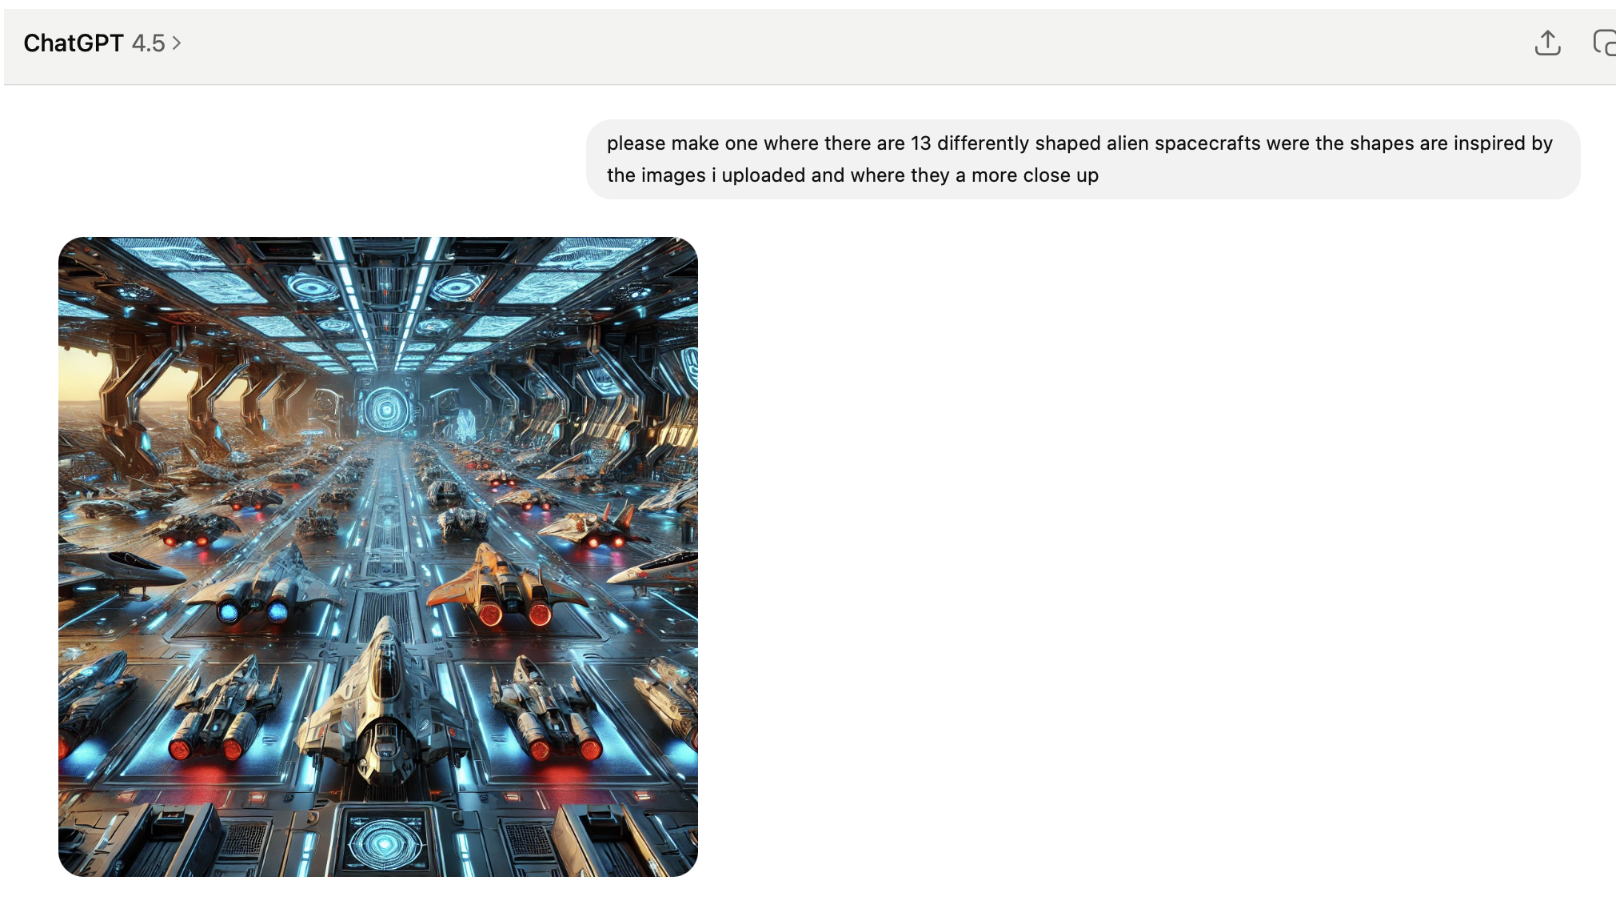 ChatGPT 4.5
please make one where there are 13 differently shaped alien spacecrafts were the shapes are inspired by
the images i uploaded and where they a more close up